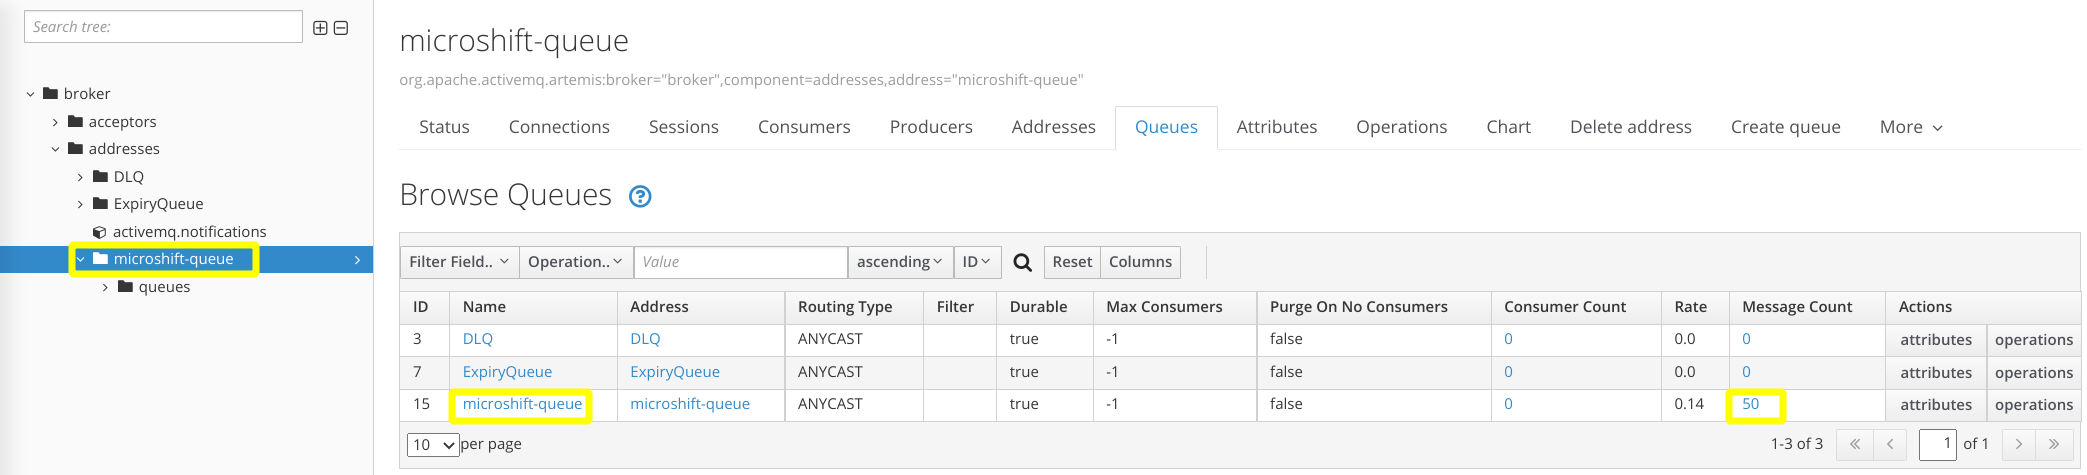 Search tree:
broker
acceptors
addresses
DLQ
ExpiryQueue
activemq.notifications
microshift-queue
queues
microshift-queue
org.apache.activemq.artemis:broker="broker",component=addresses,address="microshift-queue"
Status Connections Sessions Consumers Producers Addresses Queues Attributes Operations Chart Delete address Create queue More
Browse Queues ?
Filter Field.. Operation.. Value ascending ID Reset Columns
ID Name Address Routing Type Filter Durable Max Consumers Purge On No Consumers Consumer Count Rate Message Count Actions
3 DLQ DLQ ANYCAST true -1 false 0 0.0 0 attributes operations
7 ExpiryQueue ExpiryQueue ANYCAST true -1 false 0 0.0 0 attributes operations
15 microshift-queue microshift-queue ANYCAST true -1 false 0 0.14 50 attributes operations
10 per page 1-3 of 3 « ‹ 1 of 1 › »